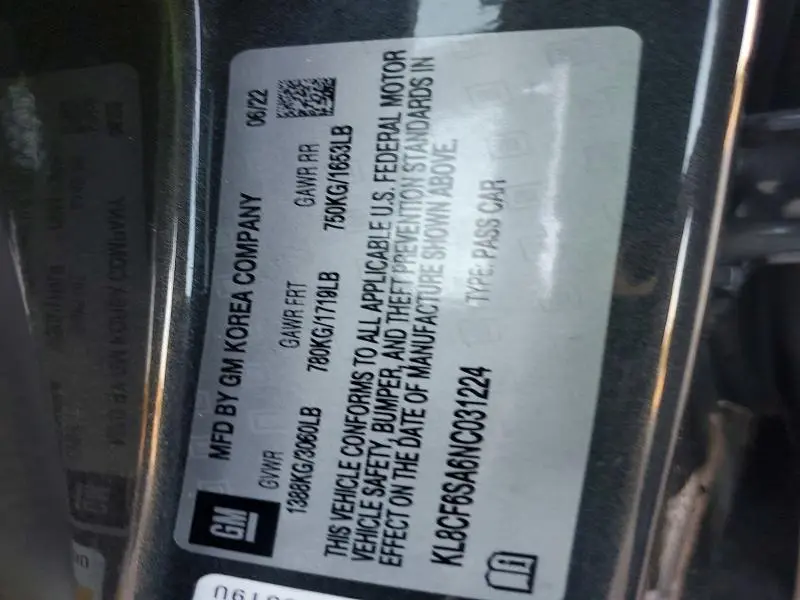 GM
MFD BY GM KOREA COMPANY 06/22
GVWR GAWR FRT GAWR RR
1388KG/3060LB 780KG/1719LB 750KG/1653LB
THIS VEHICLE CONFORMS TO ALL APPLICABLE U.S. FEDERAL MOTOR
VEHICLE SAFETY, BUMPER, AND THEFT PREVENTION STANDARDS IN
EFFECT ON THE DATE OF MANUFACTURE SHOWN ABOVE.
KL8CF6SA6NC031224 TYPE: PASS CAR